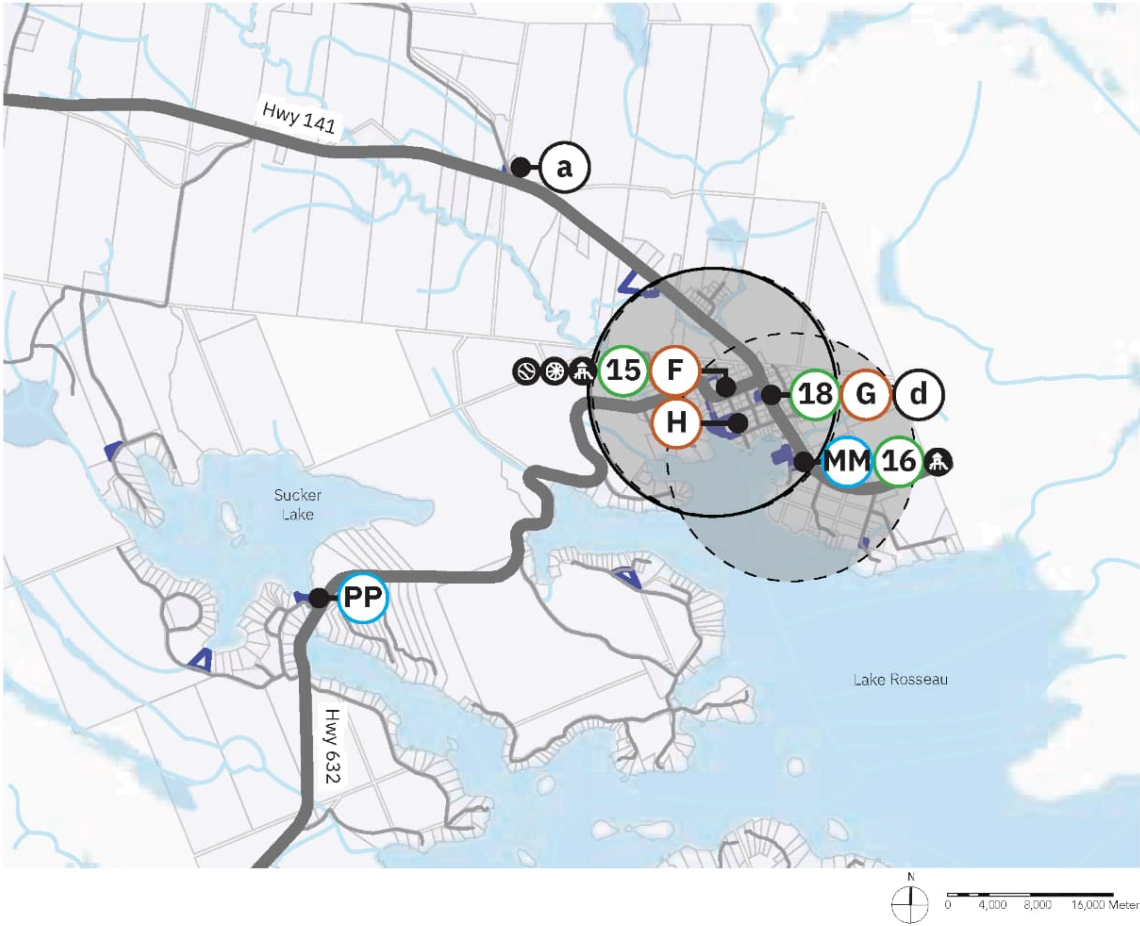 Hwy 141
a
15 F
18 G d
H
MM 16
Sucker
Lake
PP
Lake Rosseau
Hwy 632
N
0 4,000 8,000 16,000 Meter